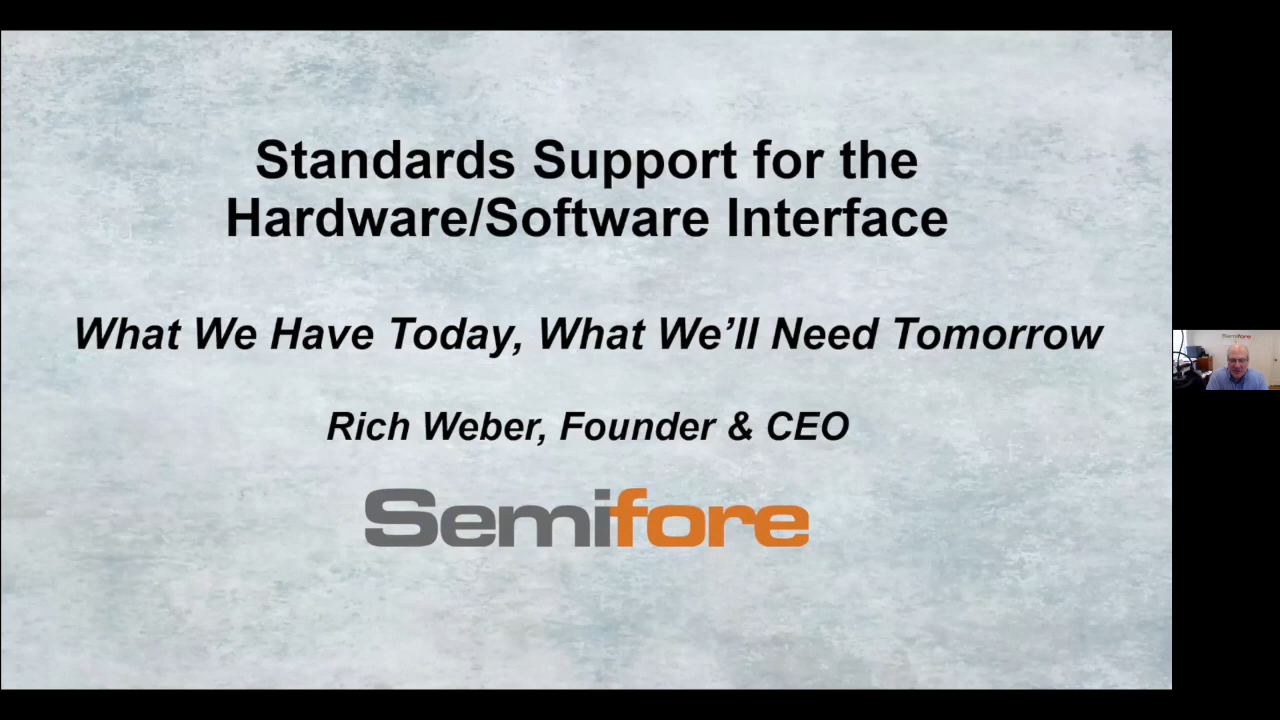 Standards Support for the
Hardware/Software Interface
What We Have Today, What We’ll Need Tomorrow
Rich Weber, Founder & CEO
Semifore
Semifore